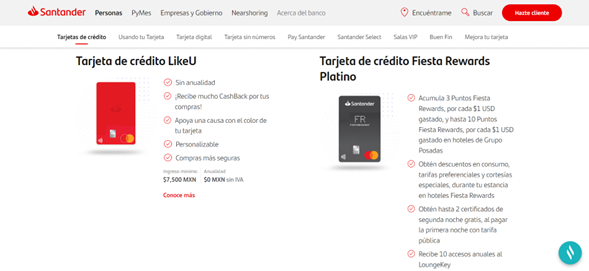 Santander
Personas PyMes Empresas y Gobierno Nearshoring Acerca del banco Encuéntrame Buscar Hazte cliente
Tarjetas de crédito Usando tu Tarjeta Tarjeta digital Tarjeta sin números Pay Santander Santander Select Salas VIP Buen Fin Mejora tu tarjeta
Tarjeta de crédito LikeU
Sin anualidad
¡Recibe mucho CashBack por tus
compras!
Apoya una causa con el color de
tu tarjeta
Personalizable
Compras más seguras
Ingreso mínimo Anualidad
$7,500 MXN $0 MXN sin IVA
Conoce más
Tarjeta de crédito Fiesta Rewards
Platino
Santander
FR
Acumula 3 Puntos Fiesta
Rewards, por cada $1 USD
gastado, y hasta 10 Puntos
Fiesta Rewards, por cada $1 USD
gastado en hoteles de Grupo
Posadas
Obtén descuentos en consumo,
tarifas preferenciales y cortesías
especiales, durante tu estancia
en hoteles Fiesta Rewards
Obtén hasta 2 certificados de
segunda noche gratis, al pagar
la primera noche con tarifa
pública
Recibe 10 accesos anuales al
LoungeKey